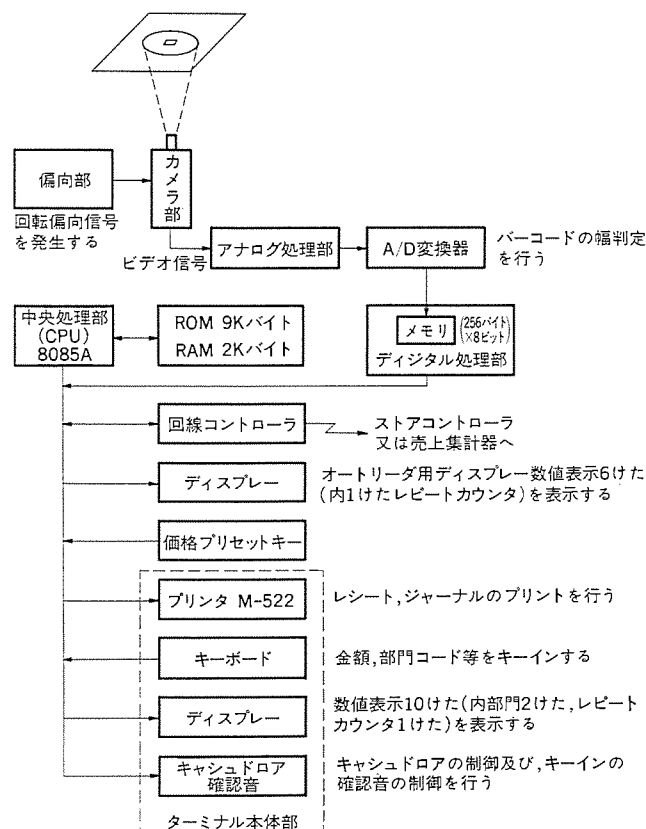 偏向部
回転偏向信号
を発生する
カメラ部
ビデオ信号
アナログ処理部
A/D変換器
バーコードの幅判定
を行う
中央処理部
(CPU)
8085A
ROM 9Kバイト
RAM 2Kバイト
メモリ
(256バイト
×8ビット)
ディジタル処理部
回線コントローラ
ストアコントローラ
又は売上集計器へ
ディスプレー
オートリーダ用ディスプレー数値表示6けた
(内1けたレピートカウンタ)を表示する
価格プリセットキー
プリンタ M-522
レシート,ジャーナルのプリントを行う
キーボード
金額,部門コード等をキーインする
ディスプレー
数値表示10けた(内部門2けた,レピート
カウンタ1けた)を表示する
キャシュドロア
確認音
キャシュドロアの制御及び,キーインの
確認音の制御を行う
ターミナル本体部